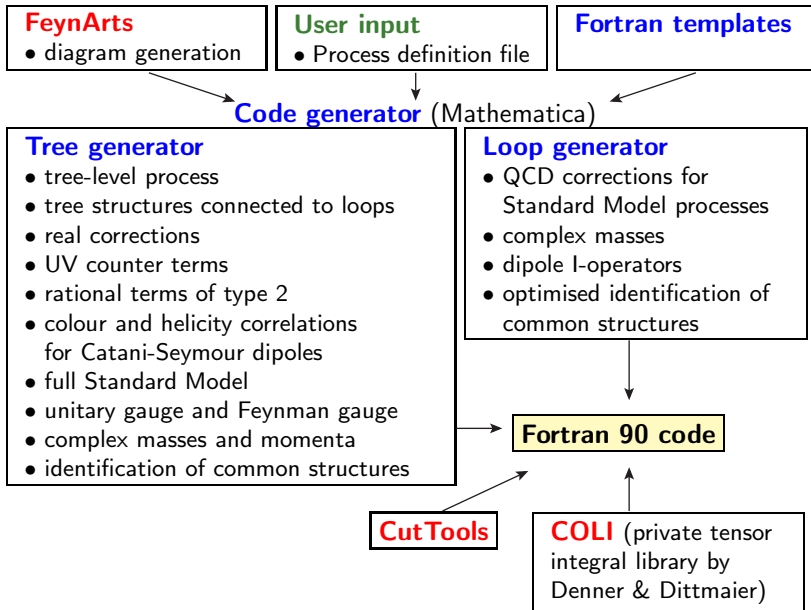 FeynArts
• diagram generation
User input
• Process definition file
Fortran templates
Code generator (Mathematica)
Tree generator
• tree-level process
• tree structures connected to loops
• real corrections
• UV counter terms
• rational terms of type 2
• colour and helicity correlations
for Catani-Seymour dipoles
• full Standard Model
• unitary gauge and Feynman gauge
• complex masses and momenta
• identification of common structures
Loop generator
• QCD corrections for
Standard Model processes
• complex masses
• dipole I-operators
• optimised identification of
common structures
Fortran 90 code
CutTools
COLI (private tensor
integral library by
Denner & Dittmaier)